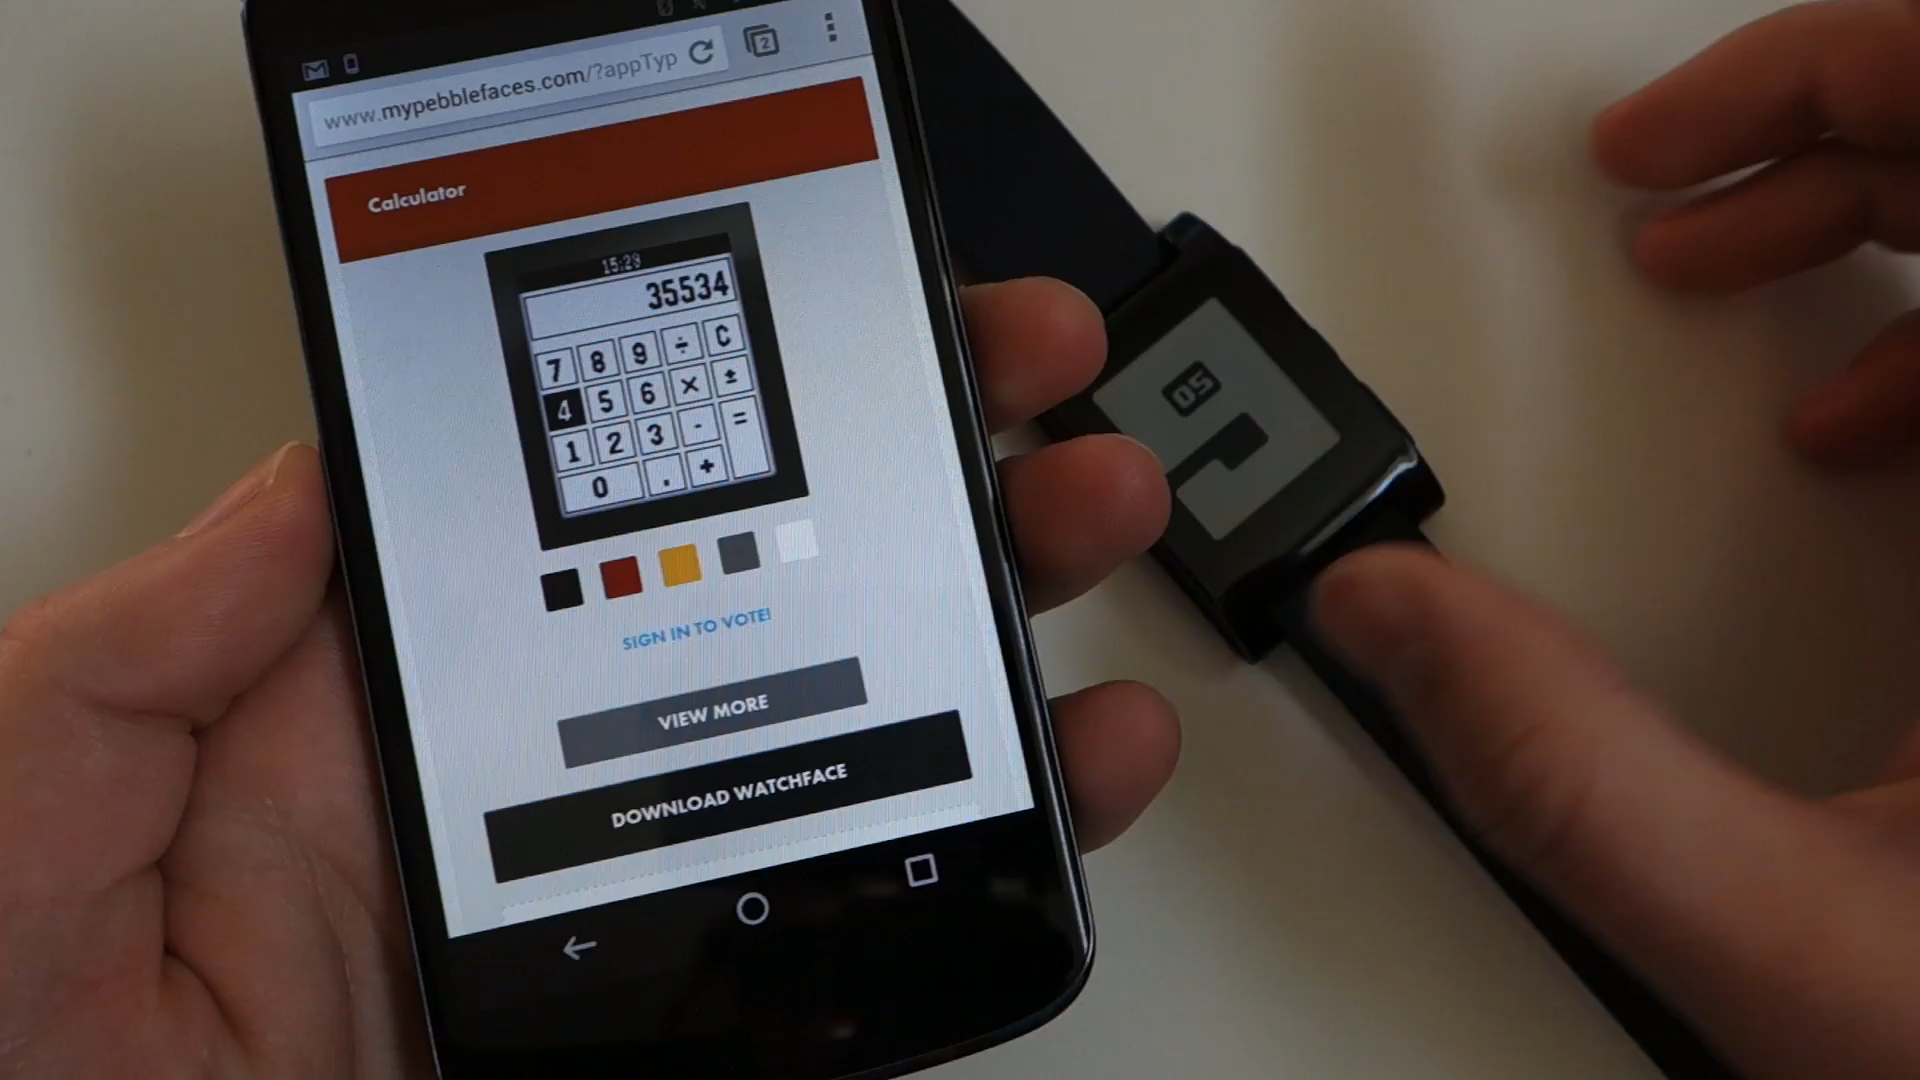 www.mypebblefaces.com/?appTyp
2
Calculator
15:29
35534
7 8 9 ÷ C
4 5 6 × ±
1 2 3 - =
0 . +
SIGN IN TO VOTE!
VIEW MORE
DOWNLOAD WATCHFACE
05